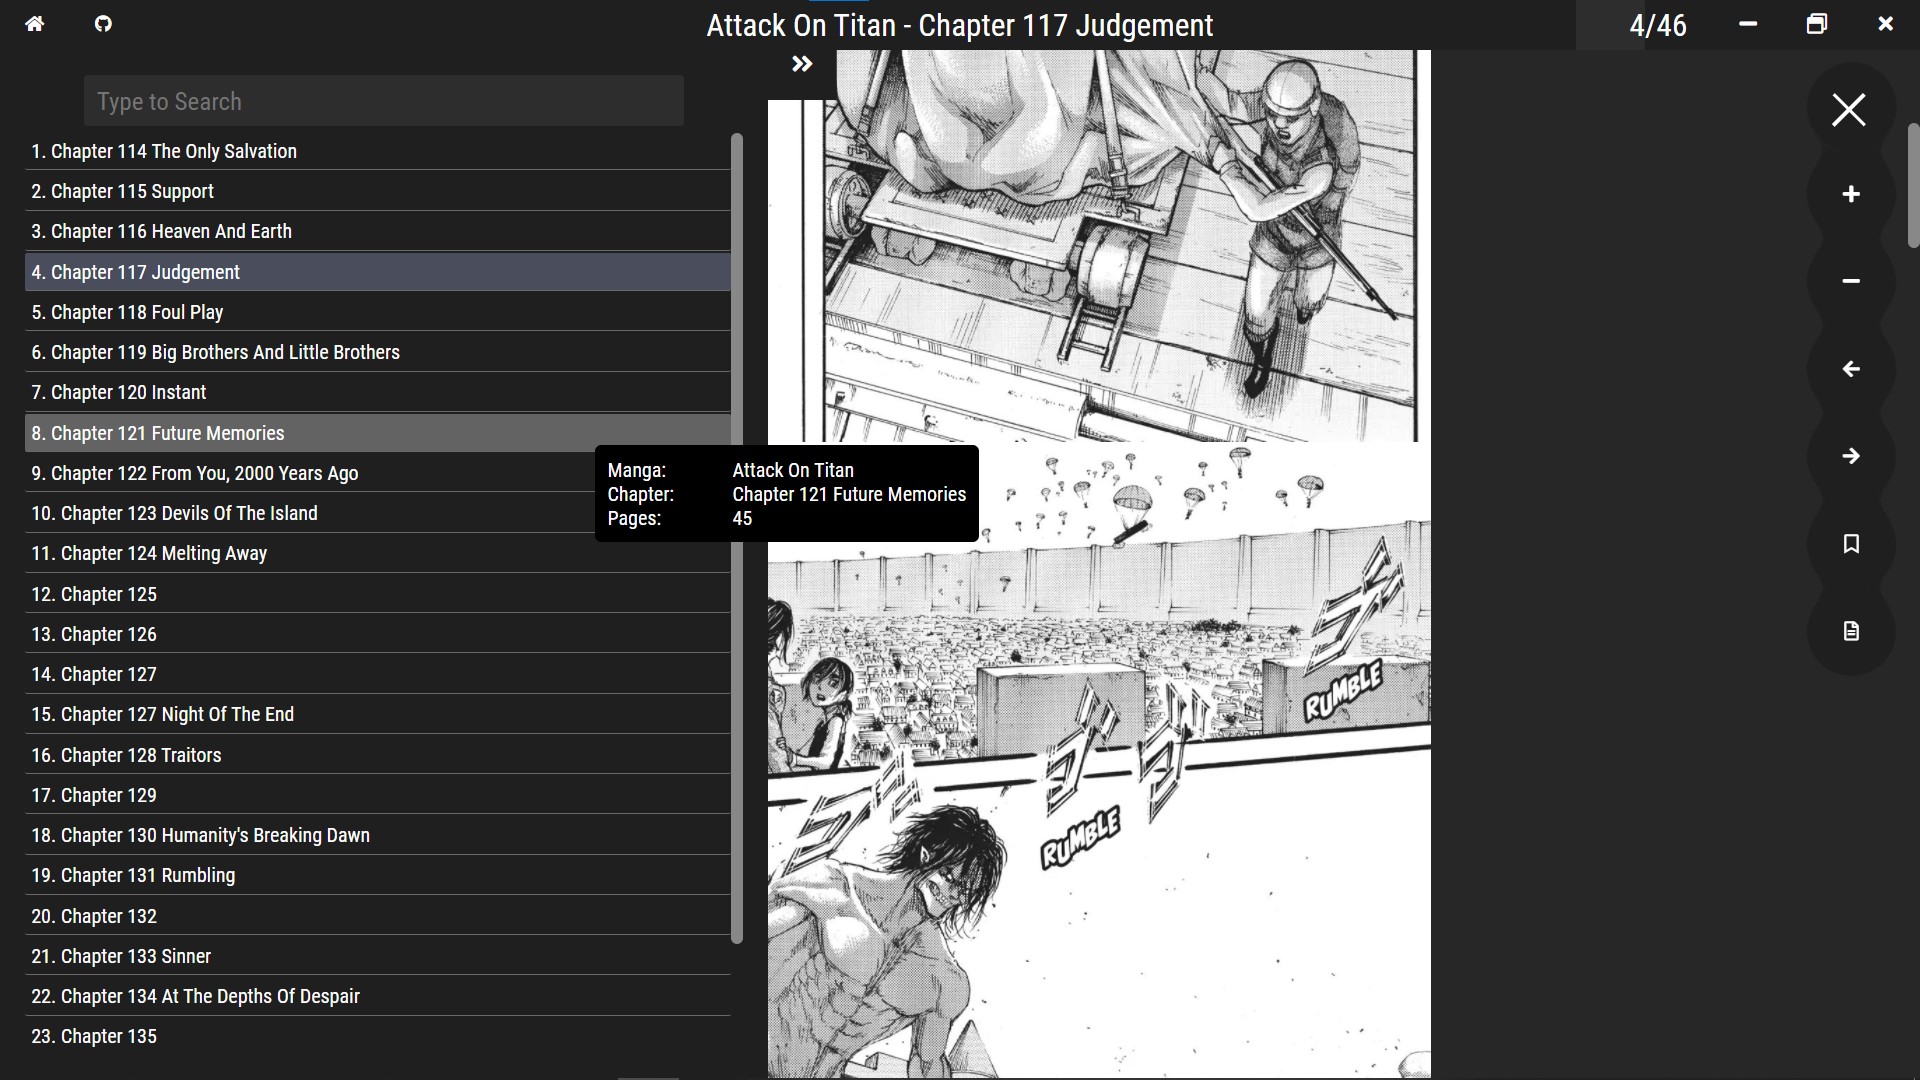 Attack On Titan - Chapter 117 Judgement
4/46
Type to Search
1. Chapter 114 The Only Salvation
2. Chapter 115 Support
3. Chapter 116 Heaven And Earth
4. Chapter 117 Judgement
5. Chapter 118 Foul Play
6. Chapter 119 Big Brothers And Little Brothers
7. Chapter 120 Instant
8. Chapter 121 Future Memories
9. Chapter 122 From You, 2000 Years Ago
10. Chapter 123 Devils Of The Island
11. Chapter 124 Melting Away
12. Chapter 125
13. Chapter 126
14. Chapter 127
15. Chapter 127 Night Of The End
16. Chapter 128 Traitors
17. Chapter 129
18. Chapter 130 Humanity's Breaking Dawn
19. Chapter 131 Rumbling
20. Chapter 132
21. Chapter 133 Sinner
22. Chapter 134 At The Depths Of Despair
23. Chapter 135
Manga: Attack On Titan
Chapter: Chapter 121 Future Memories
Pages: 45
RUMBLE
RUMBLE